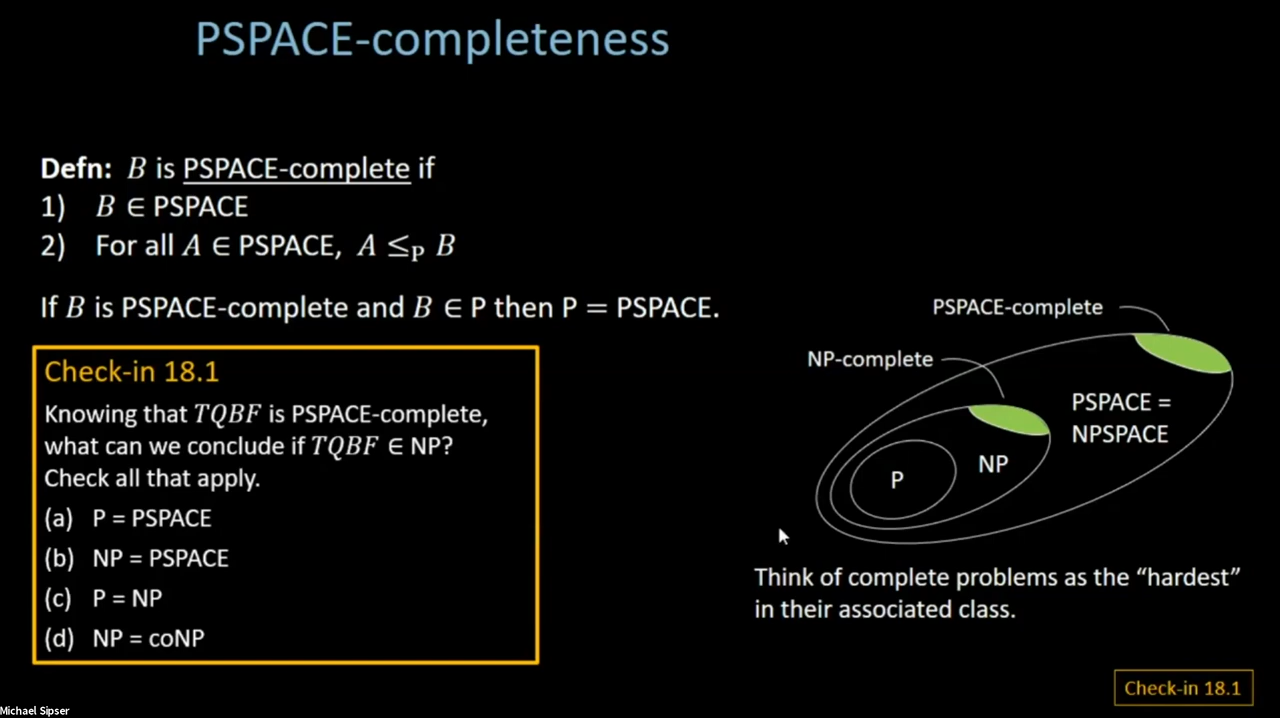 PSPACE-completeness
Defn: B is PSPACE-complete if
1) B ∈ PSPACE
2) For all A ∈ PSPACE, A ≤P B
If B is PSPACE-complete and B ∈ P then P = PSPACE.
Check-in 18.1
Knowing that TQBF is PSPACE-complete,
what can we conclude if TQBF ∈ NP?
Check all that apply.
(a) P = PSPACE
(b) NP = PSPACE
(c) P = NP
(d) NP = coNP
PSPACE-complete
NP-complete
PSPACE =
NPSPACE
NP
P
Think of complete problems as the “hardest”
in their associated class.
Check-in 18.1
Michael Sipser